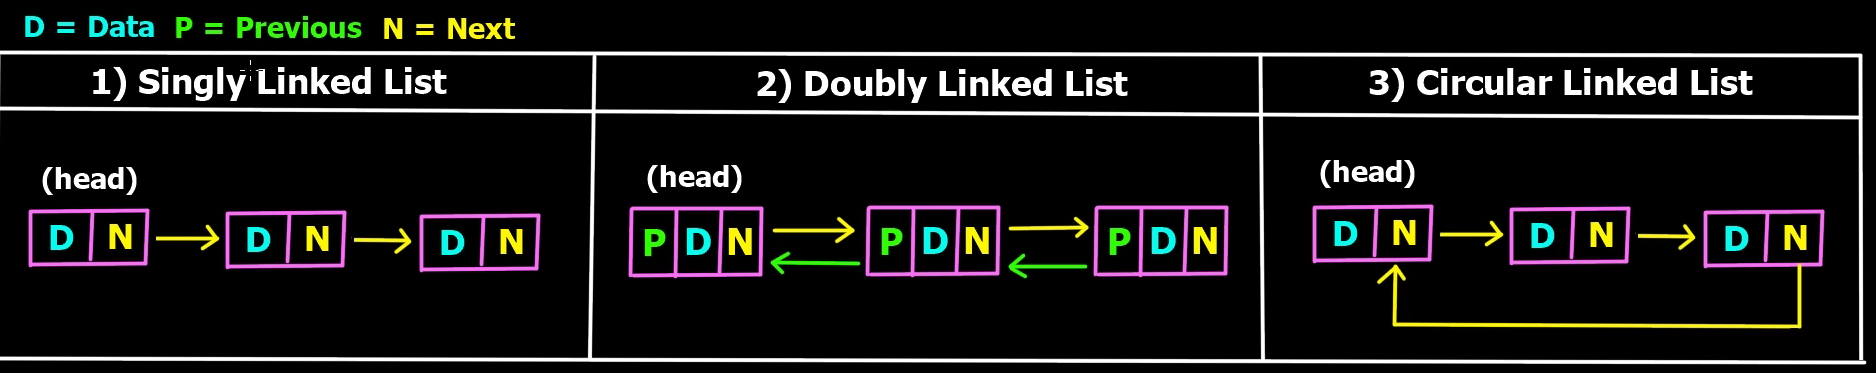 D = Data P = Previous N = Next
1) Singly Linked List
2) Doubly Linked List
3) Circular Linked List
(head)
D N D N D N
(head)
P D N P D N P D N
(head)
D N D N D N